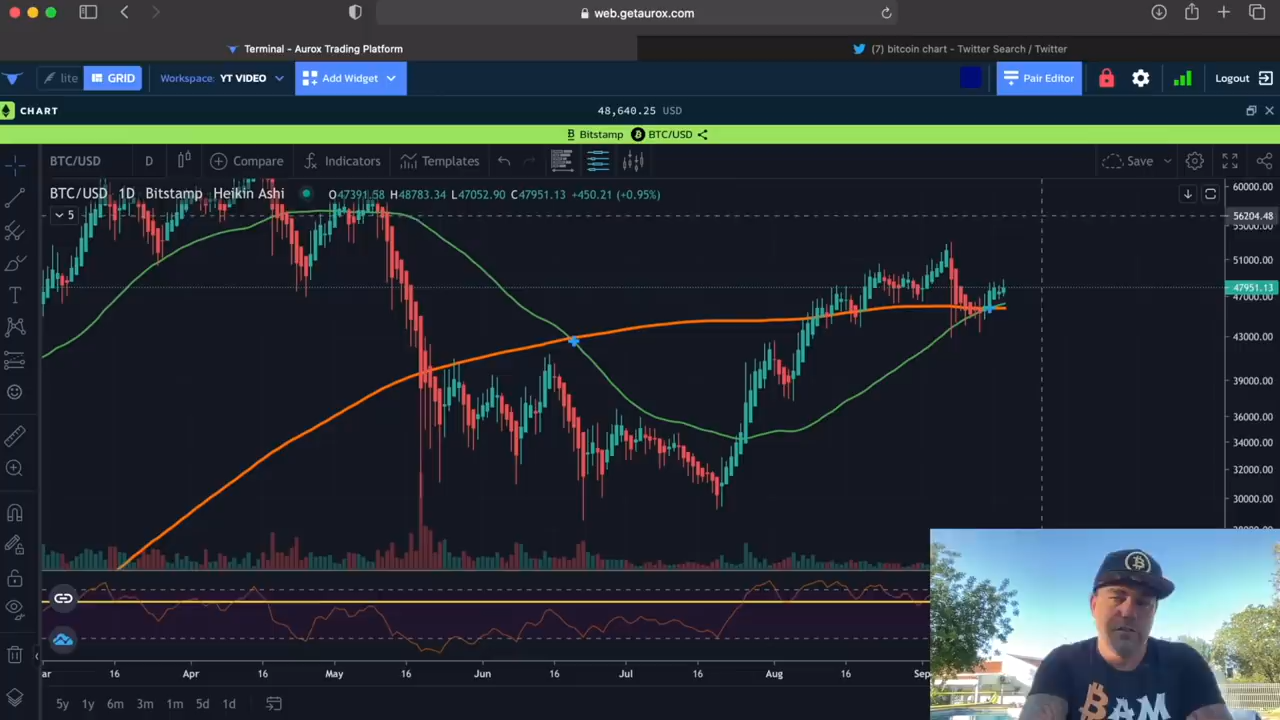 web.getaurox.com
Terminal - Aurox Trading Platform
(7) bitcoin chart - Twitter Search / Twitter
lite GRID Workspace: YT VIDEO Add Widget Pair Editor Logout
CHART 48,640.25 USD
Bitstamp BTC/USD
BTC/USD D Compare Indicators Templates Save
BTC/USD 1D Bitstamp Heikin Ashi O47391.58 H48783.34 L47052.90 C47951.13 +450.21 (+0.95%)
5
60000.00
56204.48
55000.00
51000.00
47951.13
47000.00
43000.00
39000.00
36000.00
34000.00
32000.00
30000.00
16 Apr 16 May 16 Jun 16 Jul 16 Aug 16
5y 1y 6m 3m 1m 5d 1d
BAM